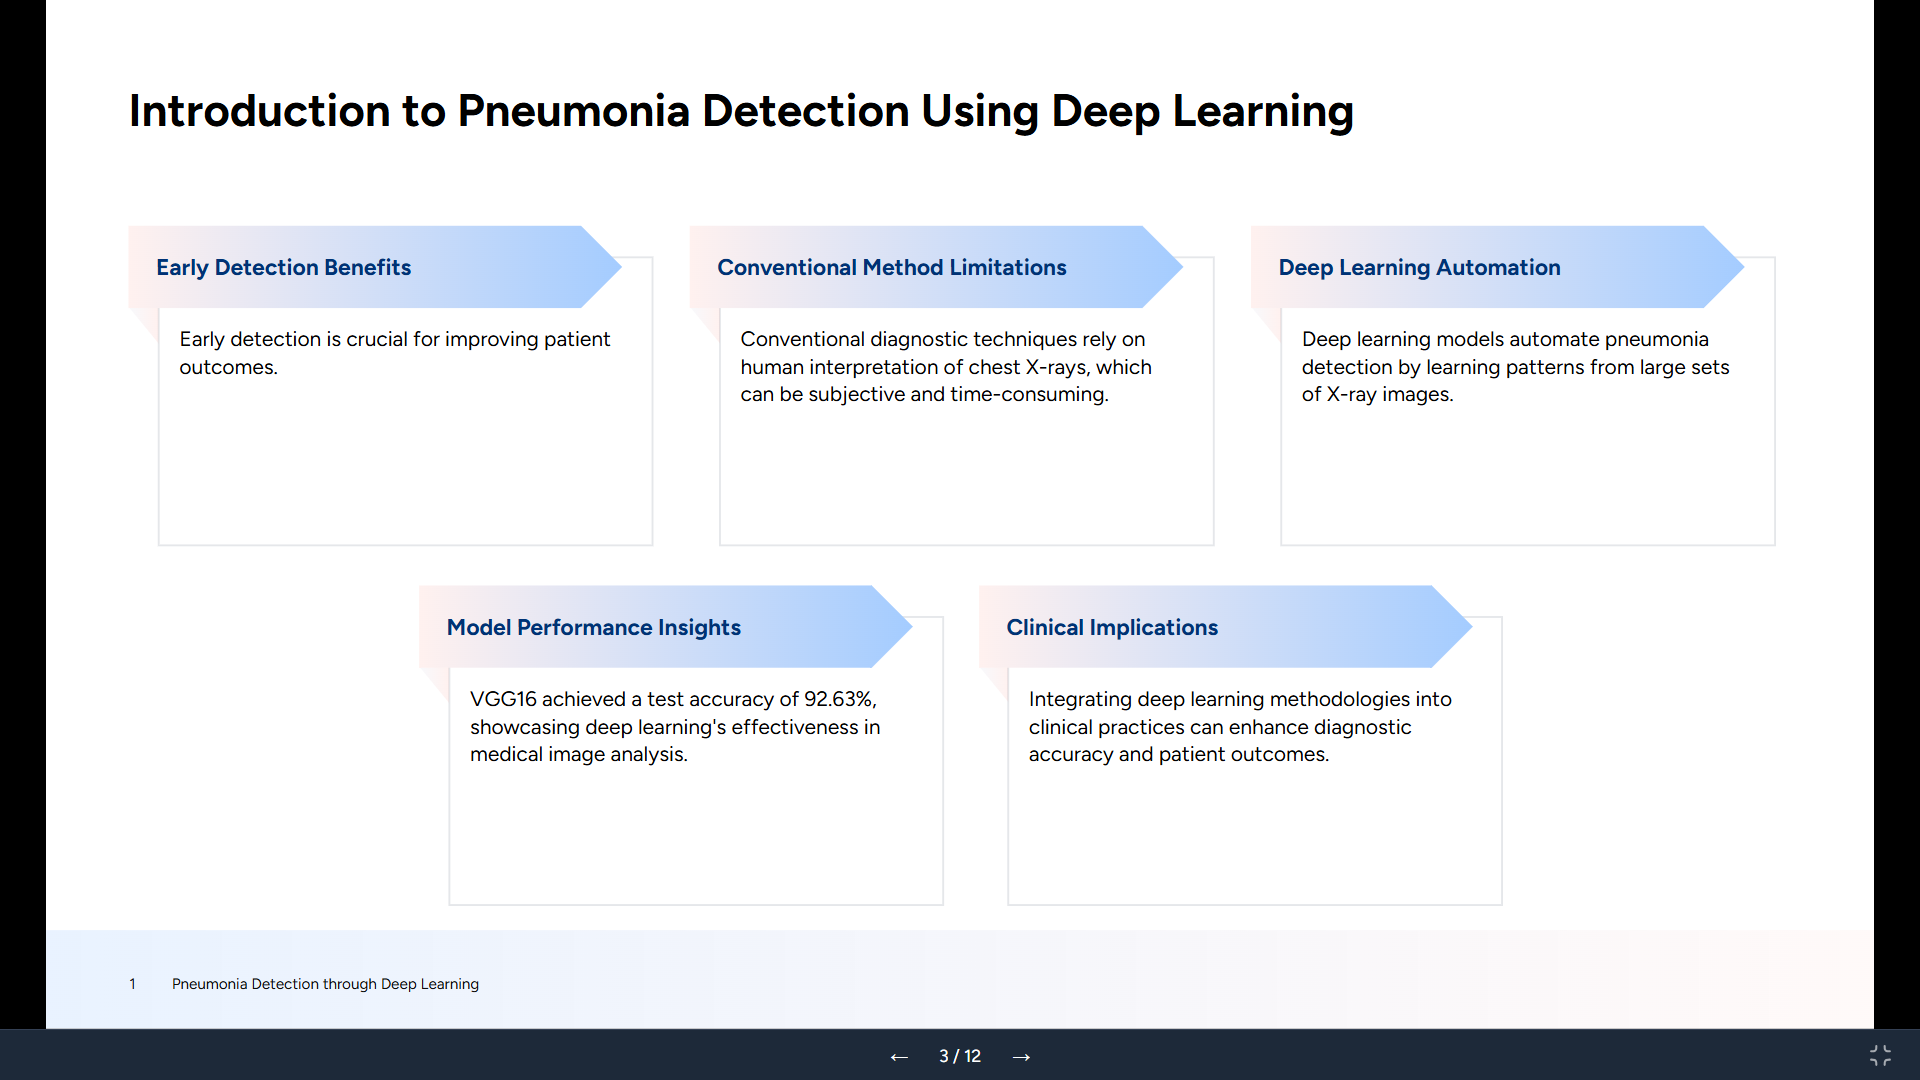 Introduction to Pneumonia Detection Using Deep Learning
Early Detection Benefits
Early detection is crucial for improving patient
outcomes.
Conventional Method Limitations
Conventional diagnostic techniques rely on
human interpretation of chest X-rays, which
can be subjective and time-consuming.
Deep Learning Automation
Deep learning models automate pneumonia
detection by learning patterns from large sets
of X-ray images.
Model Performance Insights
VGG16 achieved a test accuracy of 92.63%,
showcasing deep learning's effectiveness in
medical image analysis.
Clinical Implications
Integrating deep learning methodologies into
clinical practices can enhance diagnostic
accuracy and patient outcomes.
1 Pneumonia Detection through Deep Learning
← 3 / 12 →